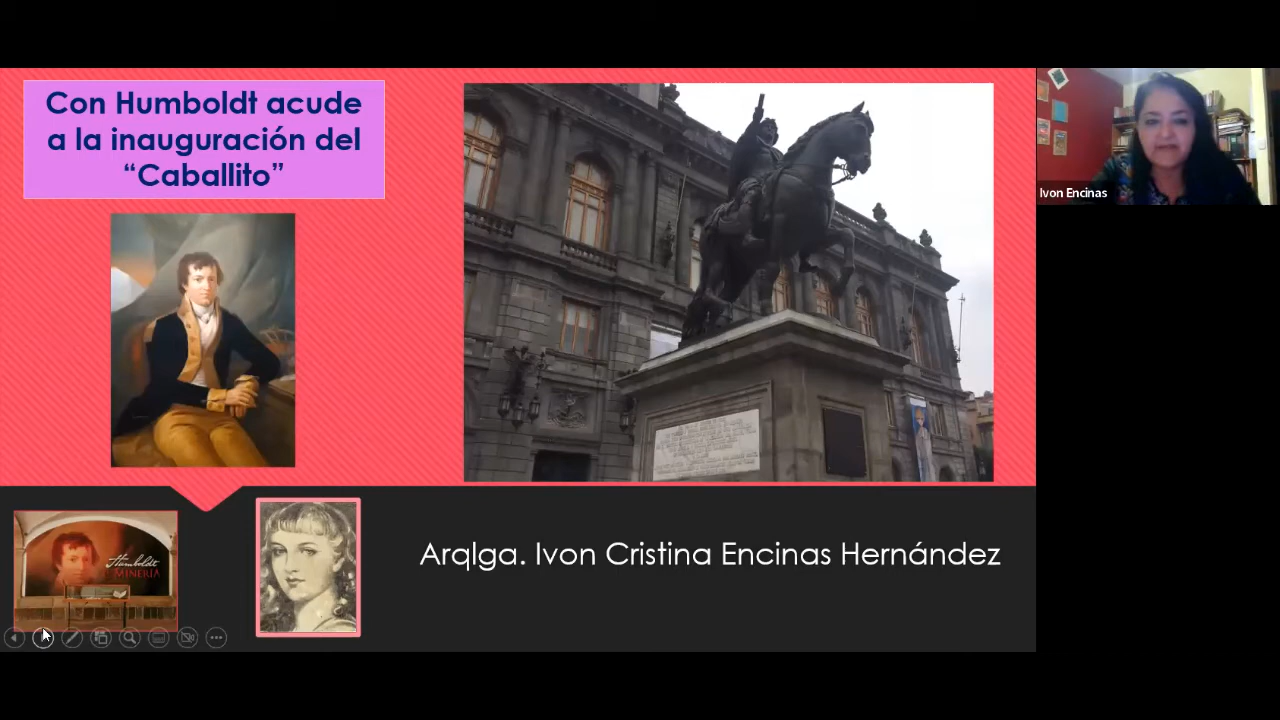 Con Humboldt acude
a la inauguración del
“Caballito”
Ivon Encinas
Humboldt
MINERÍA
Arqlga. Ivon Cristina Encinas Hernández